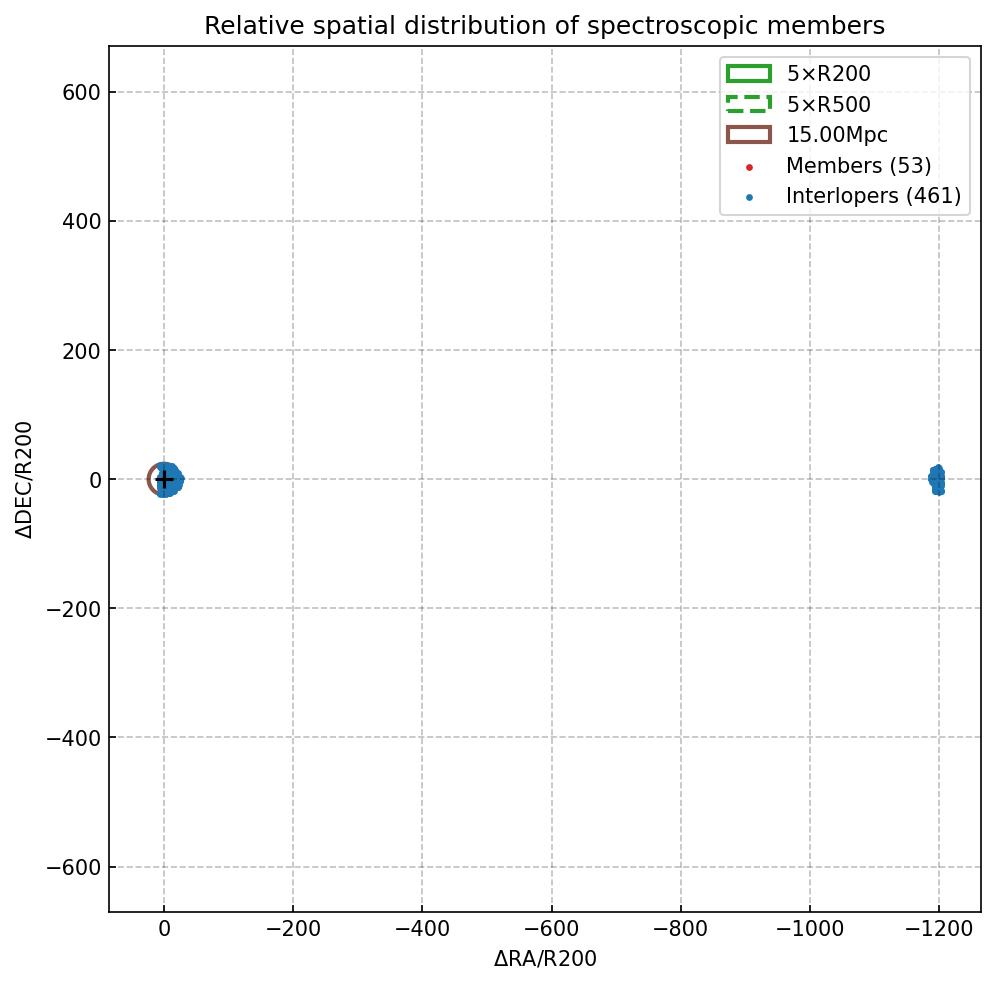 Relative spatial distribution of spectroscopic members
5×R200
5×R500
15.00Mpc
Members (53)
Interlopers (461)
600
400
200
0
−200
−400
−600
ΔDEC/R200
0
−200
−400
−600
−800
−1000
−1200
ΔRA/R200